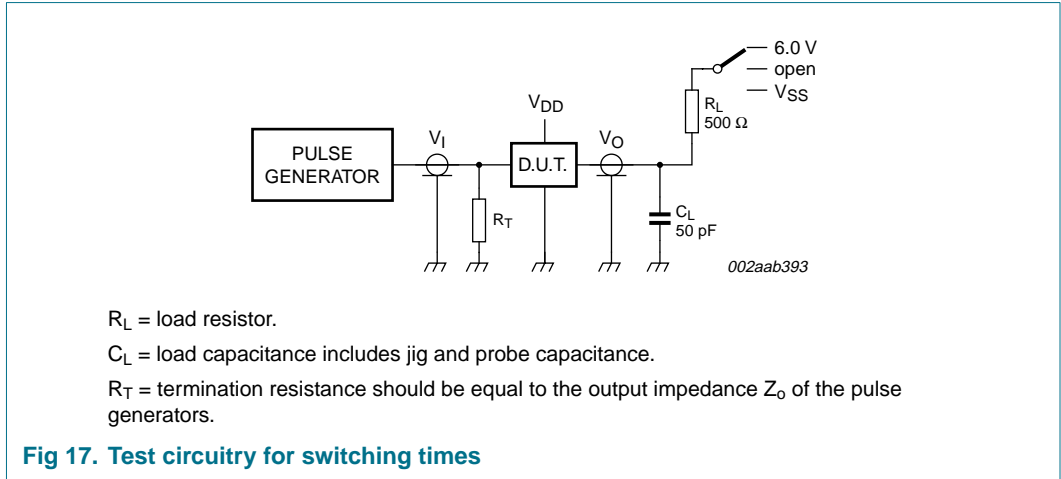 6.0 V
open
VSS
RL
500 Ω
VDD
VI
VO
PULSE
GENERATOR
D.U.T.
RT
CL
50 pF
002aab393
RL = load resistor.
CL = load capacitance includes jig and probe capacitance.
RT = termination resistance should be equal to the output impedance Zo of the pulse
generators.
Fig 17. Test circuitry for switching times